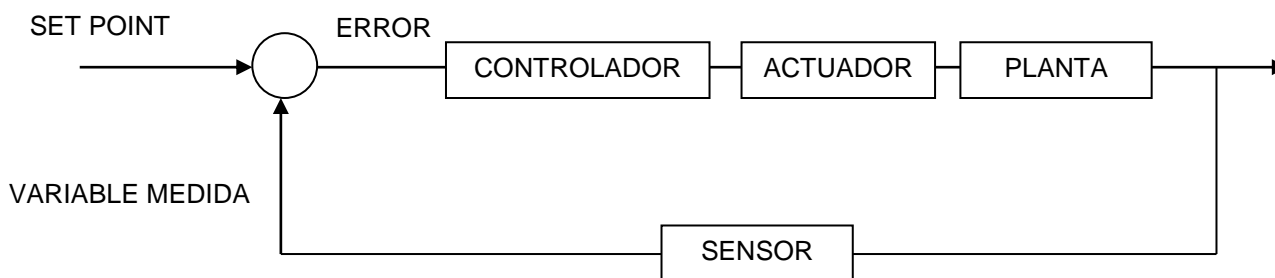 SET POINT
ERROR
CONTROLADOR
ACTUADOR
PLANTA
VARIABLE MEDIDA
SENSOR